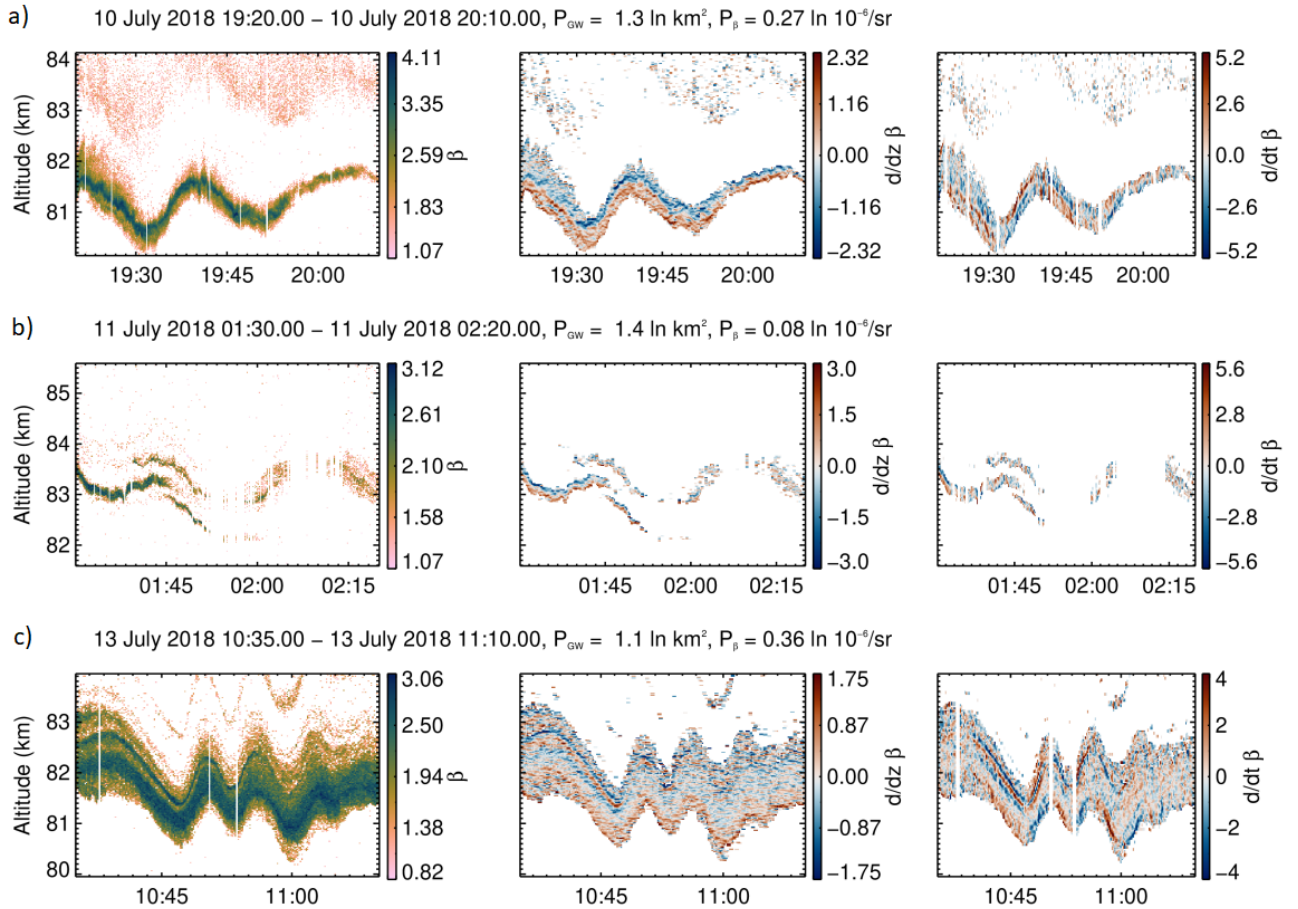 a) 10 July 2018 19:20.00 − 10 July 2018 20:10.00, P_GW = 1.3 ln km², P_β = 0.27 ln 10⁻⁶/sr
84
83
82
81
Altitude (km)
19:30 19:45 20:00
4.11
3.35
2.59
1.83
1.07
β
19:30 19:45 20:00
2.32
1.16
0.00
−1.16
−2.32
d/dz β
19:30 19:45 20:00
5.2
2.6
0.0
−2.6
−5.2
d/dt β
b) 11 July 2018 01:30.00 − 11 July 2018 02:20.00, P_GW = 1.4 ln km², P_β = 0.08 ln 10⁻⁶/sr
85
84
83
82
Altitude (km)
01:45 02:00 02:15
3.12
2.61
2.10
1.58
1.07
β
01:45 02:00 02:15
3.0
1.5
0.0
−1.5
−3.0
d/dz β
01:45 02:00 02:15
5.6
2.8
0.0
−2.8
−5.6
d/dt β
c) 13 July 2018 10:35.00 − 13 July 2018 11:10.00, P_GW = 1.1 ln km², P_β = 0.36 ln 10⁻⁶/sr
83
82
81
80
Altitude (km)
10:45 11:00
3.06
2.50
1.94
1.38
0.82
β
10:45 11:00
1.75
0.87
0.00
−0.87
−1.75
d/dz β
10:45 11:00
4
2
0
−2
−4
d/dt β